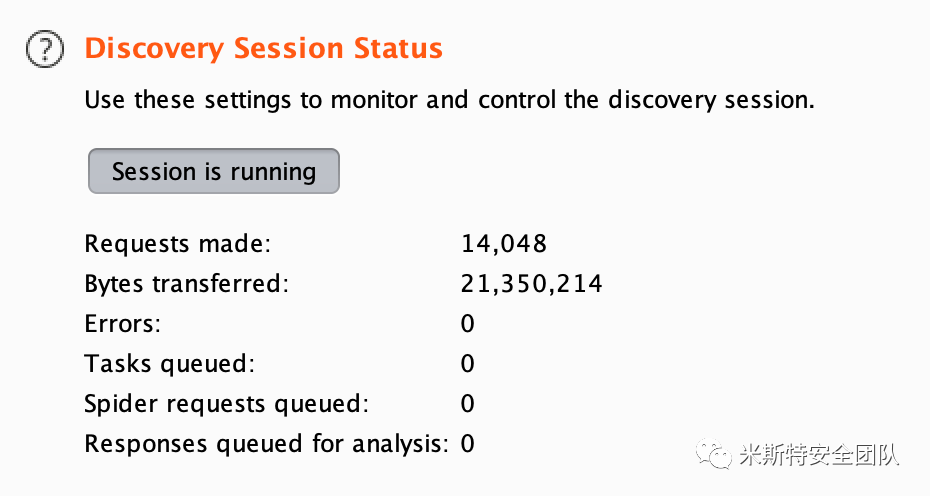 Discovery Session Status
Use these settings to monitor and control the discovery session.
Session is running
Requests made: 14,048
Bytes transferred: 21,350,214
Errors: 0
Tasks queued: 0
Spider requests queued: 0
Responses queued for analysis: 0
米斯特安全团队